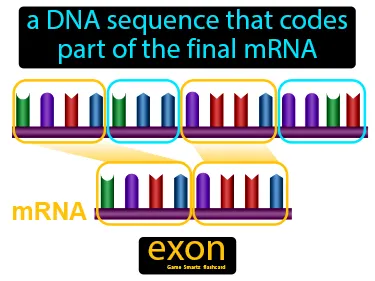 a DNA sequence that codes
part of the final mRNA
mRNA
exon
Game Smartz flashcard